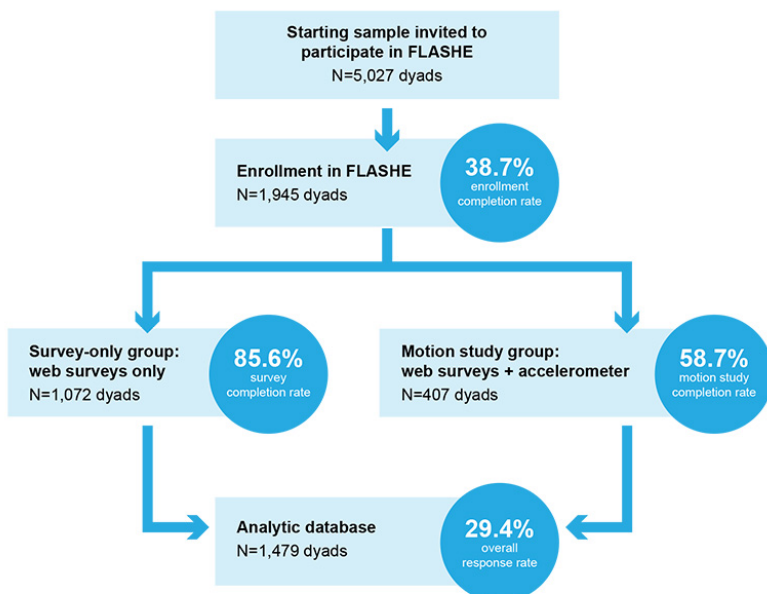 Starting sample invited to
participate in FLASHE
N=5,027 dyads
Enrollment in FLASHE
N=1,945 dyads
38.7%
enrollment
completion rate
Survey-only group:
web surveys only
N=1,072 dyads
85.6%
survey
completion rate
Motion study group:
web surveys + accelerometer
N=407 dyads
58.7%
motion study
completion rate
Analytic database
N=1,479 dyads
29.4%
overall
response rate